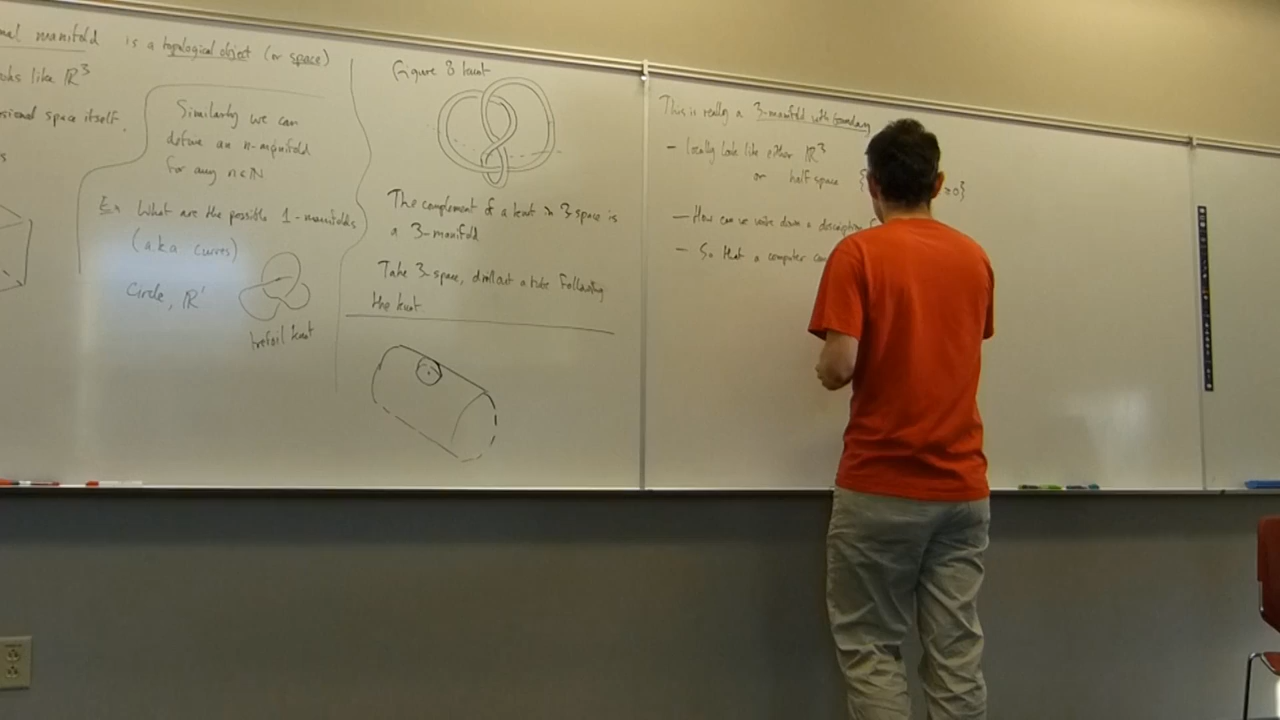 manifold is a topological object (or space)
like ℝ³
space itself.
Similarly we can
define an n-manifold
for any n∈ℕ
Ex What are the possible 1-manifolds
(a.k.a. curves)
Circle, ℝ¹
trefoil knot
Figure 8 knot
The complement of a knot in 3-space is
a 3-manifold
Take 3-space, drill out a tube following
the knot
This is really a 3-manifold with boundary
- locally look like either ℝ³
or half space {
≥0}
- How can we write down a description
- So that a computer can